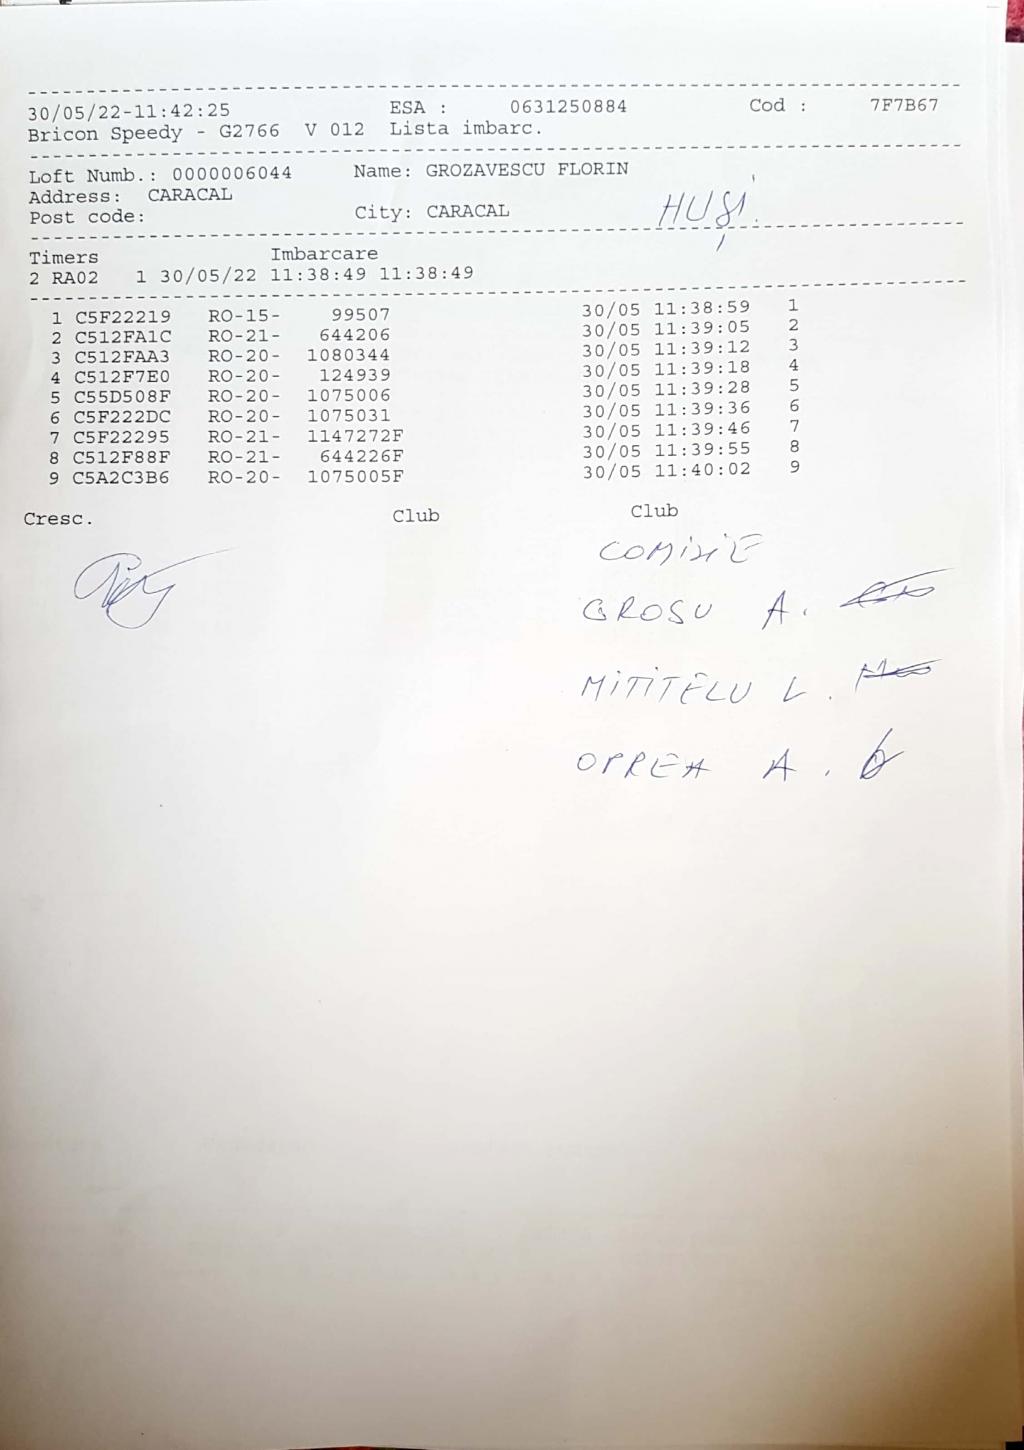 30/05/22-11:42:25 ESA : 0631250884 Cod : 7F7B67
Bricon Speedy - G2766 V 012 Lista imbarc.
Loft Numb.: 0000006044 Name: GROZAVESCU FLORIN
Address: CARACAL
Post code: City: CARACAL
HUȘI.
Timers Imbarcare
2 RA02 1 30/05/22 11:38:49 11:38:49
1 C5F22219 RO-15- 99507 30/05 11:38:59 1
2 C512FA1C RO-21- 644206 30/05 11:39:05 2
3 C512FAA3 RO-20- 1080344 30/05 11:39:12 3
4 C512F7E0 RO-20- 124939 30/05 11:39:18 4
5 C55D508F RO-20- 1075006 30/05 11:39:28 5
6 C5F222DC RO-20- 1075031 30/05 11:39:36 6
7 C5F22295 RO-21- 1147272F 30/05 11:39:46 7
8 C512F88F RO-21- 644226F 30/05 11:39:55 8
9 C5A2C3B6 RO-20- 1075005F 30/05 11:40:02 9
Cresc. Club Club
COMISIE
GROSU A.
MITITELU L.
OPREA A.